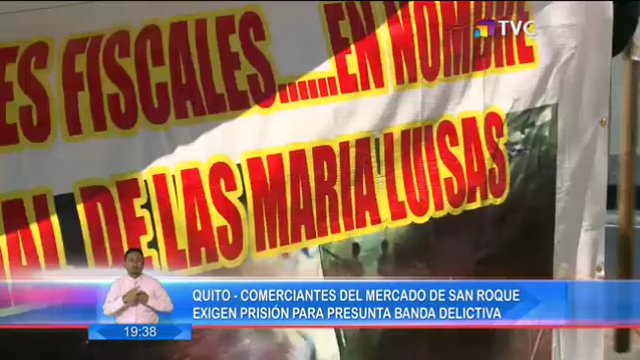 TVC
ES FISCALES......EN NOMBRE
AL DE LAS MARIA LUISAS
QUITO - COMERCIANTES DEL MERCADO DE SAN ROQUE
EXIGEN PRISIÓN PARA PRESUNTA BANDA DELICTIVA
19:38